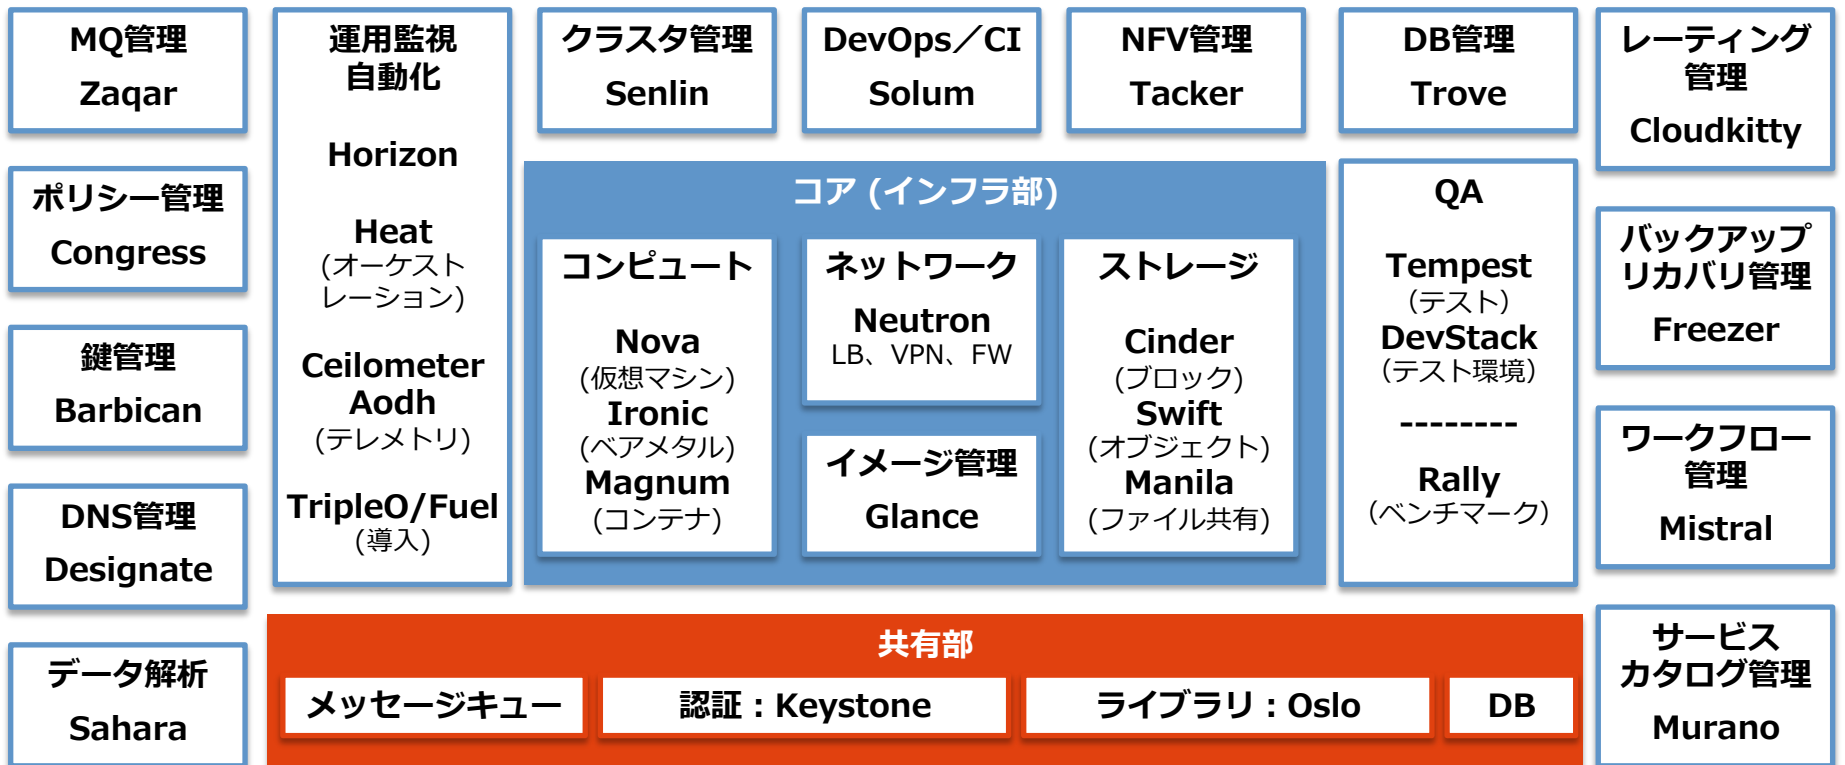 MQ管理
Zaqar
ポリシー管理
Congress
鍵管理
Barbican
DNS管理
Designate
データ解析
Sahara
運用監視
自動化
Horizon
Heat
(オーケスト
レーション)
Ceilometer
Aodh
(テレメトリ)
TripleO/Fuel
(導入)
クラスタ管理
Senlin
DevOps／CI
Solum
NFV管理
Tacker
DB管理
Trove
コア (インフラ部)
コンピュート
Nova
(仮想マシン)
Ironic
(ベアメタル)
Magnum
(コンテナ)
ネットワーク
Neutron
LB、VPN、FW
イメージ管理
Glance
ストレージ
Cinder
(ブロック)
Swift
(オブジェクト)
Manila
(ファイル共有)
QA
Tempest
（テスト）
DevStack
（テスト環境）
--------
Rally
（ベンチマーク）
共有部
メッセージキュー
認証：Keystone
ライブラリ：Oslo
DB
レーティング
管理
Cloudkitty
バックアップ
リカバリ管理
Freezer
ワークフロー
管理
Mistral
サービス
カタログ管理
Murano